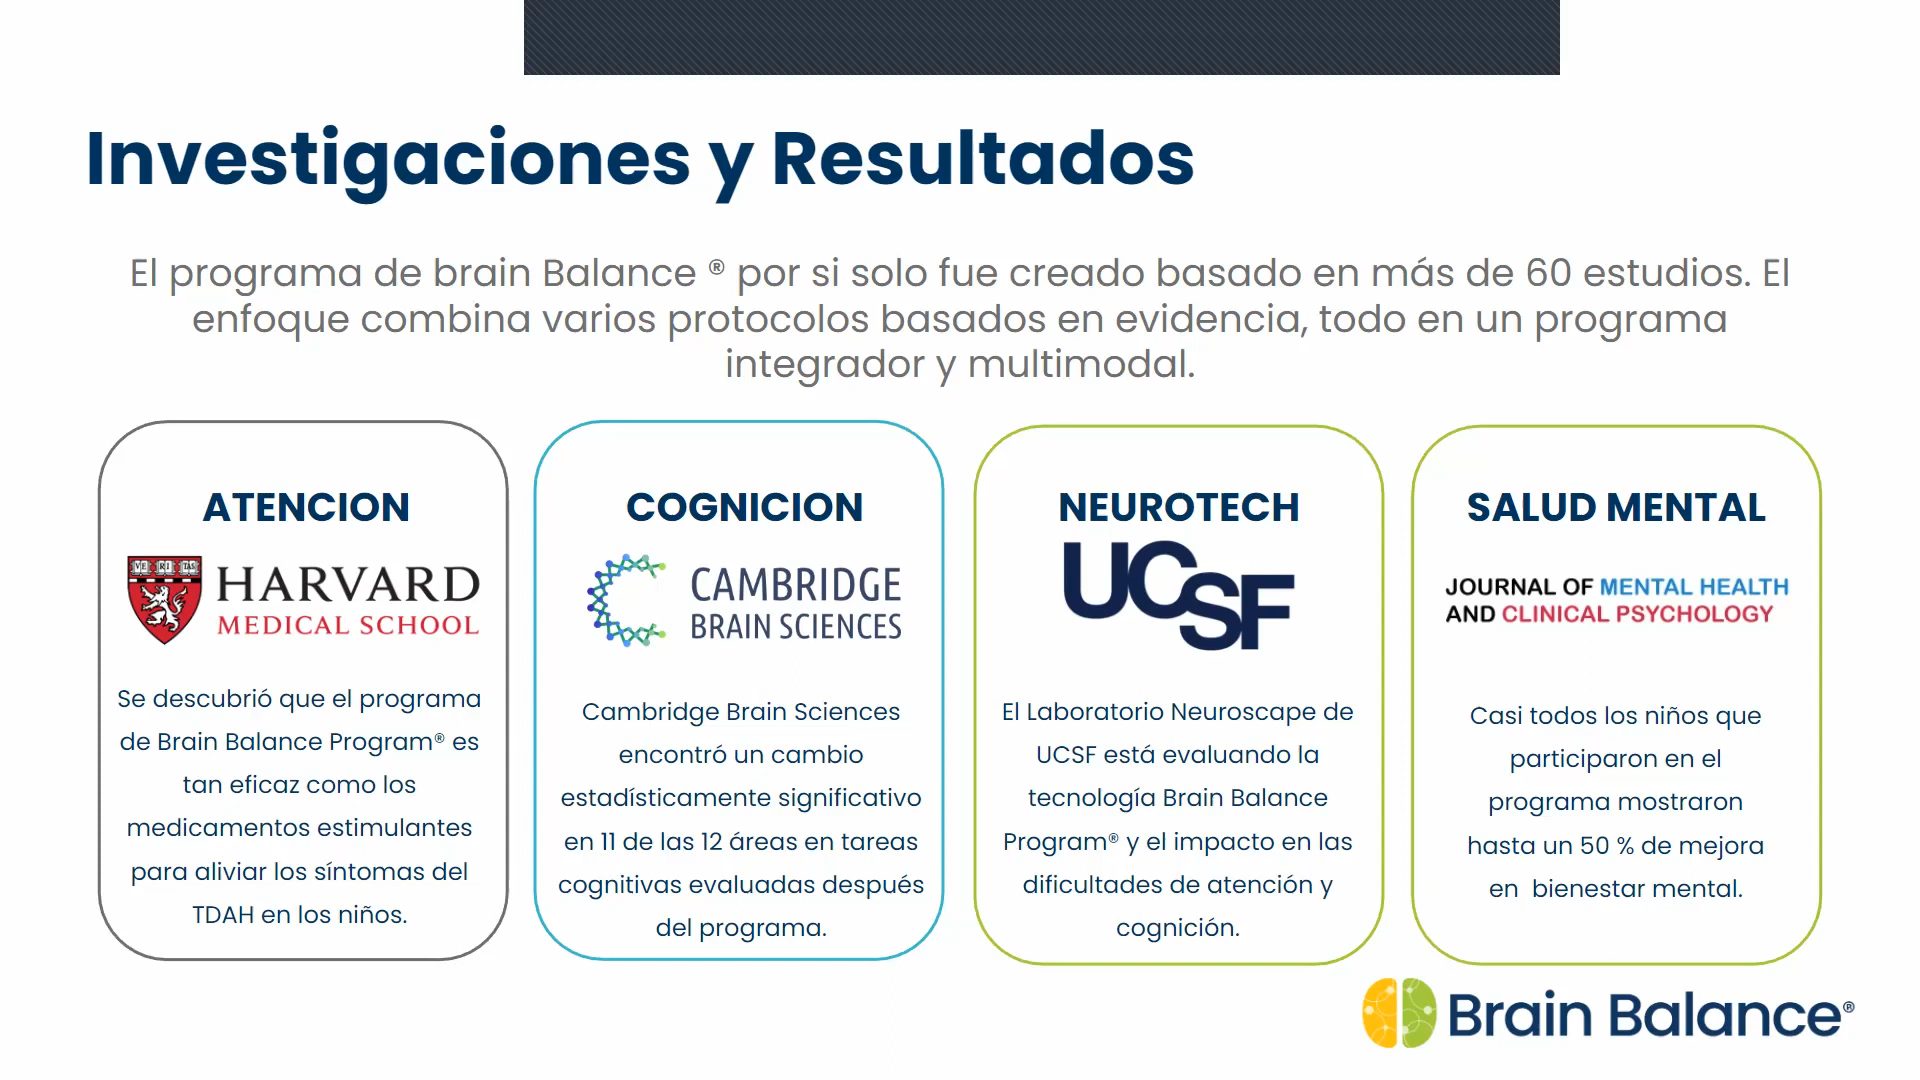 Investigaciones y Resultados
El programa de brain Balance ® por si solo fue creado basado en más de 60 estudios. El
enfoque combina varios protocolos basados en evidencia, todo en un programa
integrador y multimodal.
ATENCION
VE RI TAS
HARVARD
MEDICAL SCHOOL
Se descubrió que el programa
de Brain Balance Program® es
tan eficaz como los
medicamentos estimulantes
para aliviar los síntomas del
TDAH en los niños.
COGNICION
CAMBRIDGE
BRAIN SCIENCES
Cambridge Brain Sciences
encontró un cambio
estadísticamente significativo
en 11 de las 12 áreas en tareas
cognitivas evaluadas después
del programa.
NEUROTECH
UCSF
El Laboratorio Neuroscape de
UCSF está evaluando la
tecnología Brain Balance
Program® y el impacto en las
dificultades de atención y
cognición.
SALUD MENTAL
JOURNAL OF MENTAL HEALTH
AND CLINICAL PSYCHOLOGY
Casi todos los niños que
participaron en el
programa mostraron
hasta un 50 % de mejora
en  bienestar mental.
Brain Balance®